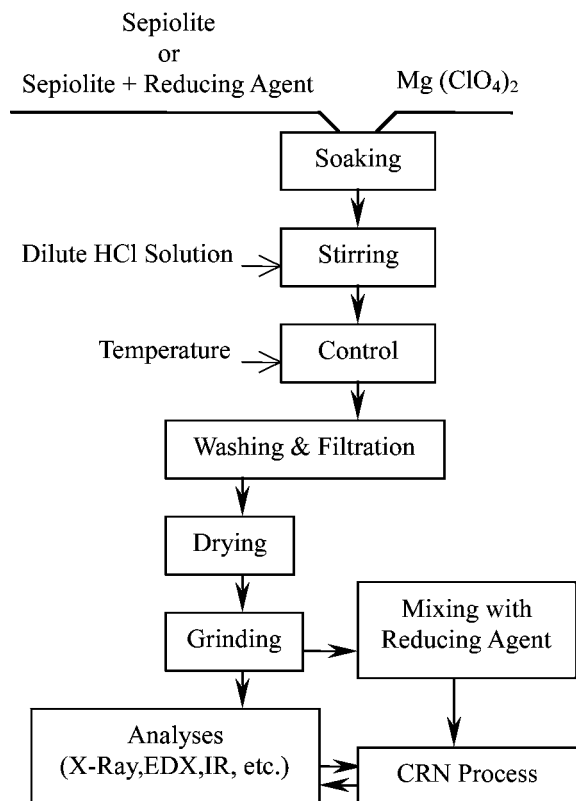 Sepiolite
or
Sepiolite + Reducing Agent
Mg (ClO₄)₂
Soaking
Dilute HCl Solution
Stirring
Temperature
Control
Washing & Filtration
Drying
Grinding
Mixing with
Reducing Agent
Analyses
(X-Ray,EDX,IR, etc.)
CRN Process